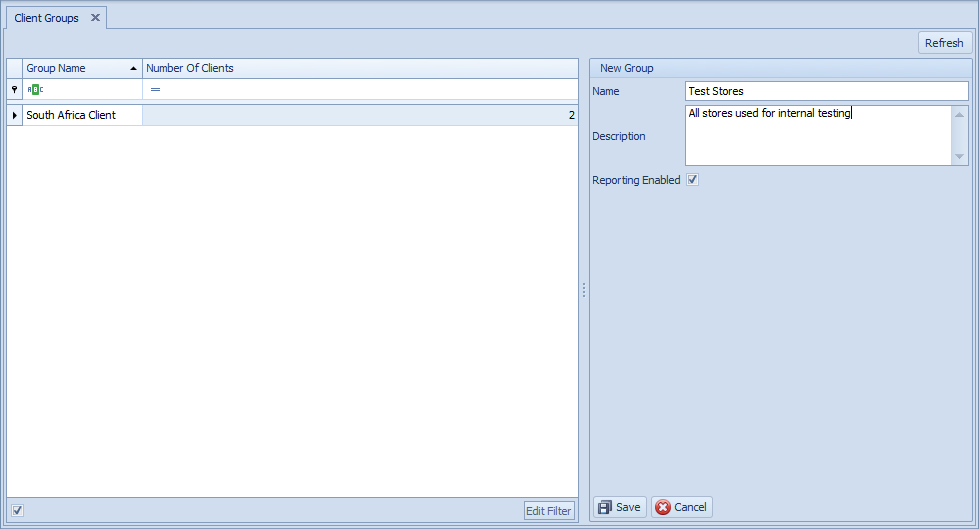 Client Groups
Refresh
Group Name Number Of Clients
ABC =
South Africa Client 2
New Group
Name Test Stores
Description All stores used for internal testing
Reporting Enabled
Edit Filter
Save Cancel